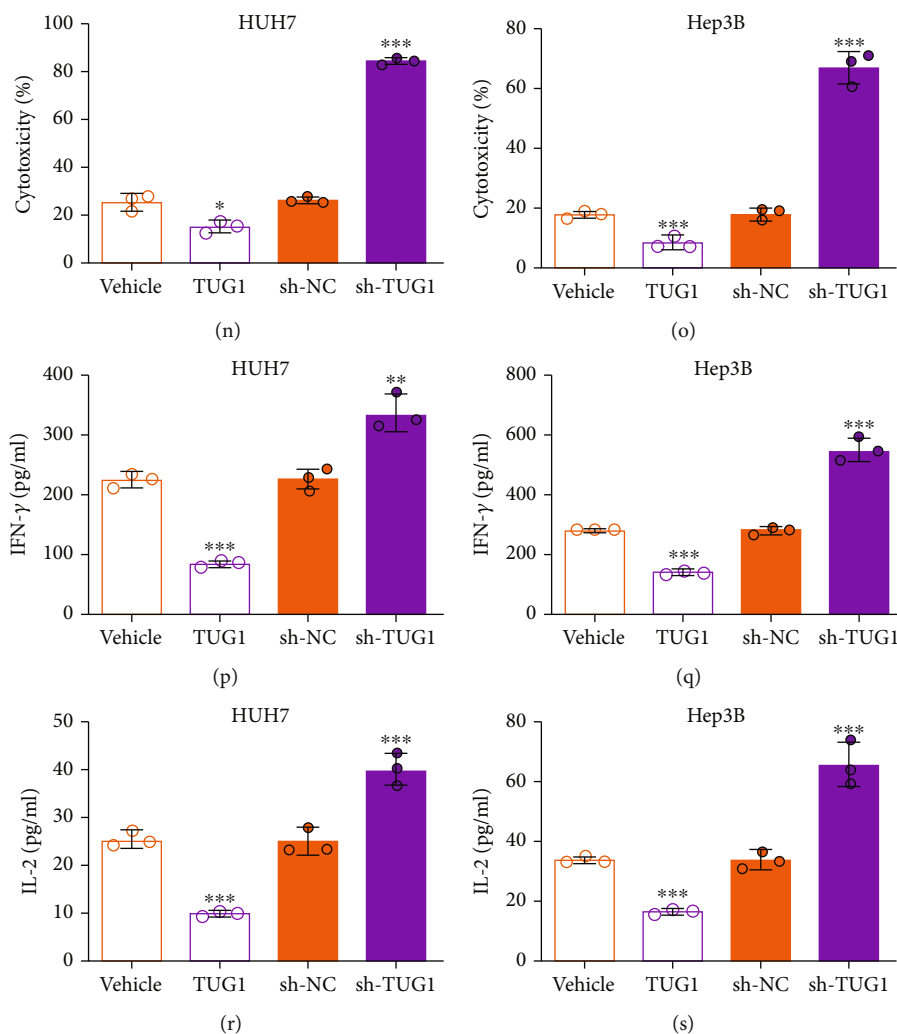 HUH7
Cytotoxicity (%)
100
80
60
40
20
0
*
***
Vehicle TUG1 sh-NC sh-TUG1
(n)
Hep3B
Cytotoxicity (%)
80
60
40
20
0
***
***
Vehicle TUG1 sh-NC sh-TUG1
(o)
HUH7
IFN-γ (pg/ml)
400
300
200
100
0
***
**
Vehicle TUG1 sh-NC sh-TUG1
(p)
Hep3B
IFN-γ (pg/ml)
800
600
400
200
0
***
***
Vehicle TUG1 sh-NC sh-TUG1
(q)
HUH7
IL-2 (pg/ml)
50
40
30
20
10
0
***
***
Vehicle TUG1 sh-NC sh-TUG1
(r)
Hep3B
IL-2 (pg/ml)
80
60
40
20
0
***
***
Vehicle TUG1 sh-NC sh-TUG1
(s)